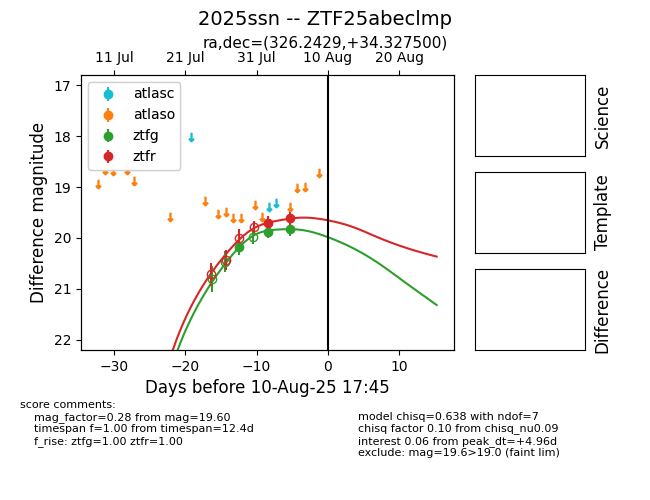 2025ssn -- ZTF25abeclmp
ra,dec=(326.2429,+34.327500)
11 Jul 21 Jul 31 Jul 10 Aug 20 Aug
17
18
19
20
21
22
Difference magnitude
atlasc
atlaso
ztfg
ztfr
Science
Template
Difference
−30 −20 −10 0 10
Days before 10-Aug-25 17:45
score comments:
mag_factor=0.28 from mag=19.60
timespan f=1.00 from timespan=12.4d
f_rise: ztfg=1.00 ztfr=1.00
model chisq=0.638 with ndof=7
chisq factor 0.10 from chisq_nu0.09
interest 0.06 from peak_dt=+4.96d
exclude: mag=19.6>19.0 (faint lim)